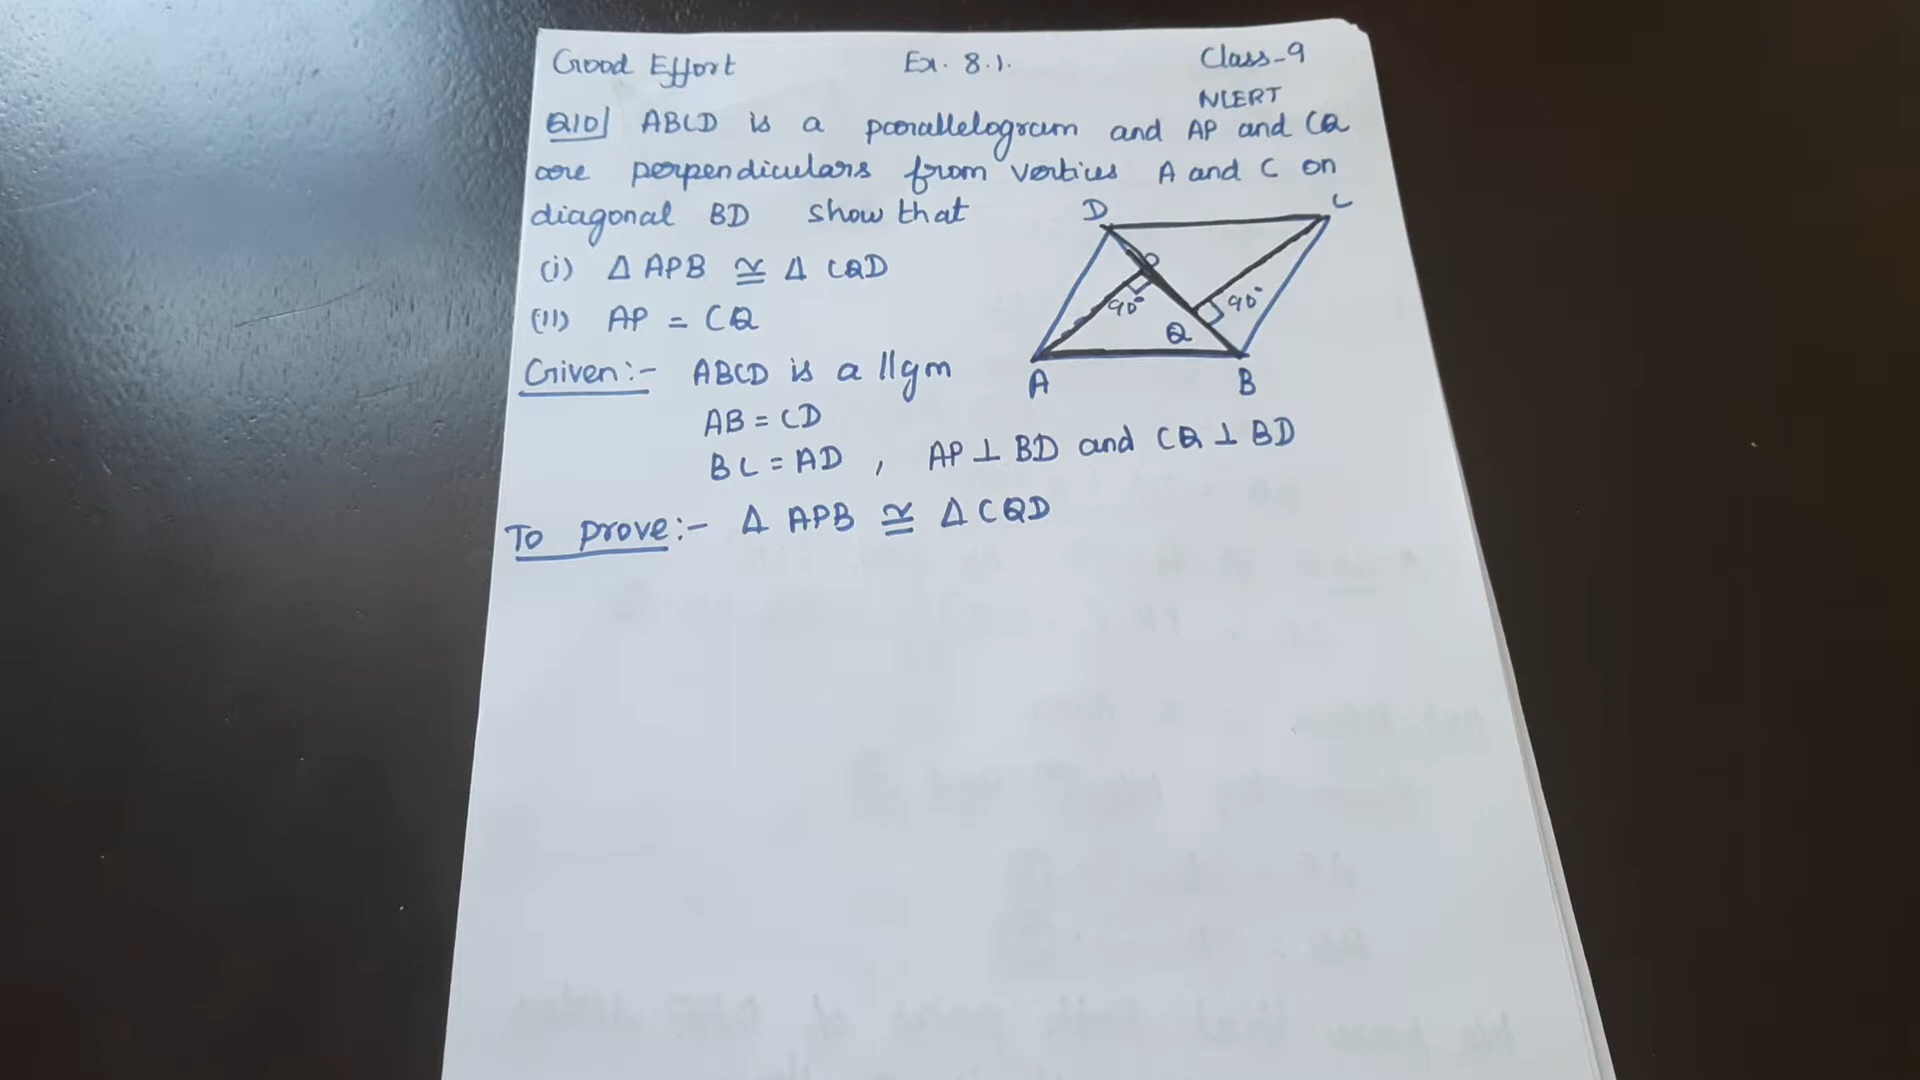 Good Effort Ex. 8.1. Class-9
NCERT
Q10) ABCD is a parallelogram and AP and CQ
are perpendiculars from vertices A and C on
diagonal BD show that
(i) Δ APB ≅ Δ CQD
(II) AP = CQ
D C
P
90° 90°
Q
A B
Given:- ABCD is a ||gm
AB = CD
BC = AD , AP ⊥ BD and CQ ⊥ BD
To prove:- Δ APB ≅ Δ CQD